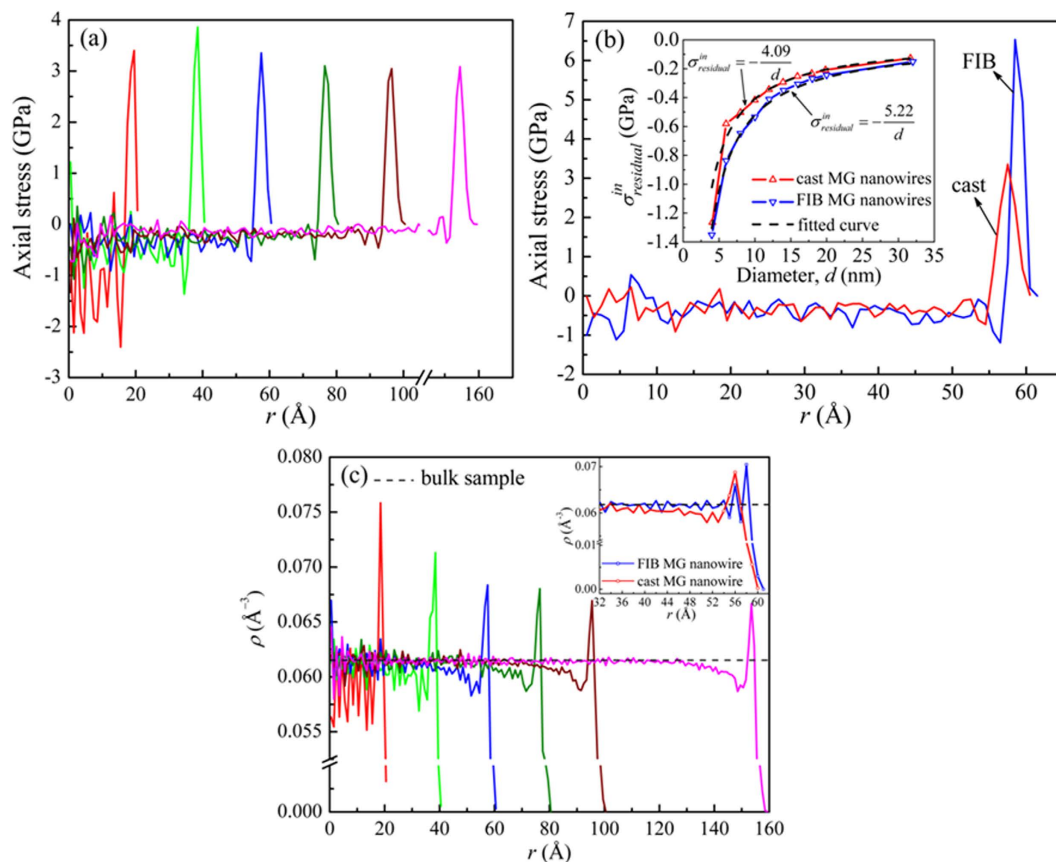 (a)
Axial stress (GPa)
4
3
2
1
0
-1
-2
-3
0 20 40 60 80 100 160
r (Å)
(b)
Axial stress (GPa)
7
6
5
4
3
2
1
0
-1
-2
0 10 20 30 40 50 60
r (Å)
FIB
cast
σ^{in}_{residual} (GPa)
0.0
-0.2
-0.4
-0.6
-0.8
-1.0
-1.2
-1.4
0 5 10 15 20 25 30 35
Diameter, d (nm)
σ^{in}_{residual} = -4.09/d
σ^{in}_{residual} = -5.22/d
cast MG nanowires
FIB MG nanowires
fitted curve
(c)
bulk sample
ρ (Å⁻³)
0.080
0.075
0.070
0.065
0.060
0.055
0.000
0 20 40 60 80 100 120 140 160
r (Å)
ρ (Å⁻³)
0.07
0.06
0.01
0.00
FIB MG nanowire
cast MG nanowire
32 36 40 44 48 52 56 60
r (Å)